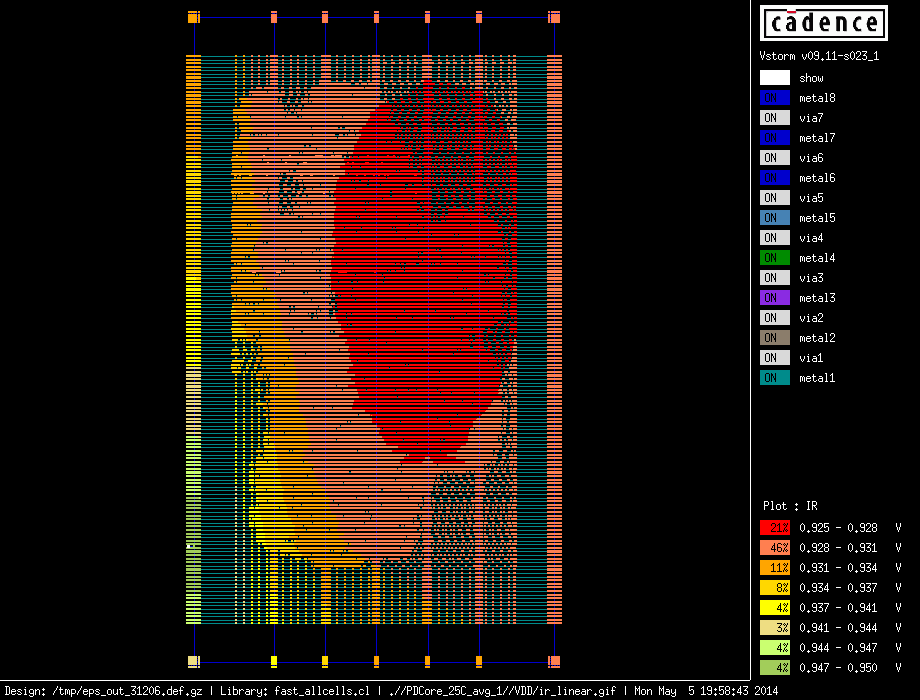 cādence
Vstorm v09.11-s023_1
show
metal8
ON via7
metal7
ON via6
metal6
ON via5
ON metal5
ON via4
ON metal4
ON via3
ON metal3
ON via2
ON metal2
ON via1
ON metal1
Plot : IR
21% 0.925 - 0.928 V
46% 0.928 - 0.931 V
11% 0.931 - 0.934 V
8% 0.934 - 0.937 V
4% 0.937 - 0.941 V
3% 0.941 - 0.944 V
4% 0.944 - 0.947 V
4% 0.947 - 0.950 V
Design: /tmp/eps_out_31206.def.gz | Library: fast_allcells.cl | .//PDCore_25C_avg_1//VDD/ir_linear.gif | Mon May 5 19:58:43 2014